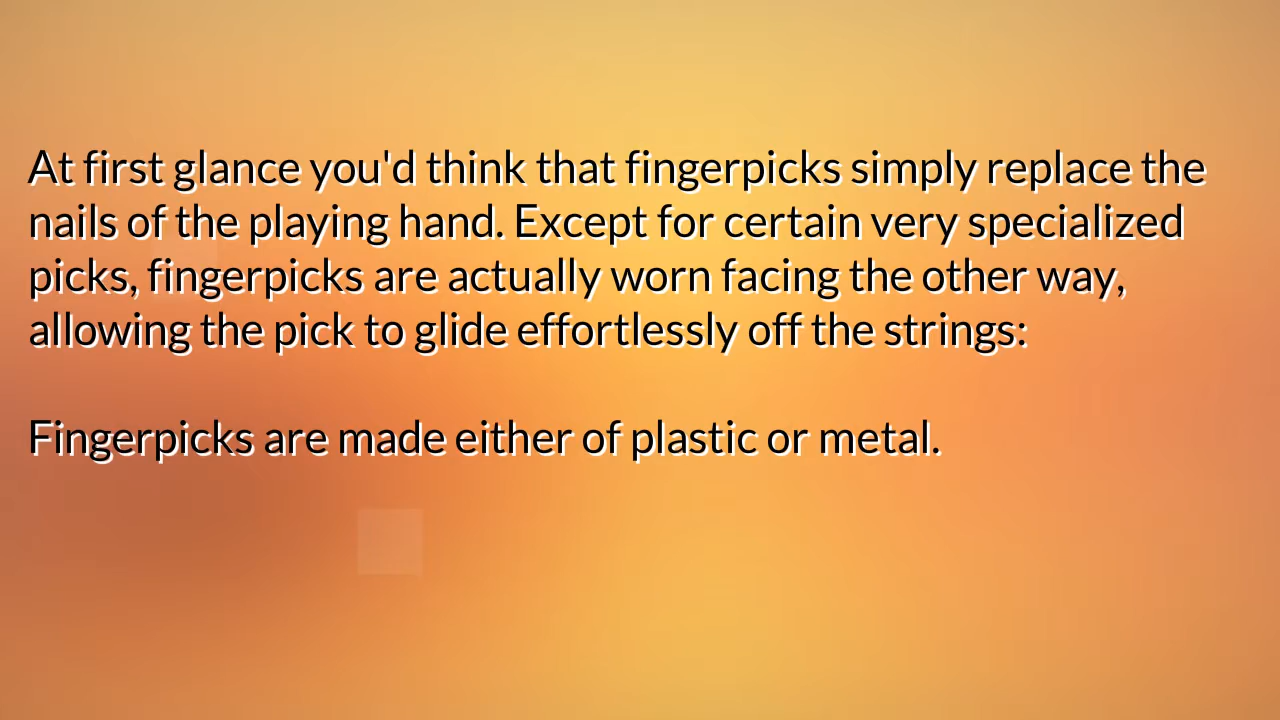 At first glance you'd think that fingerpicks simply replace the
nails of the playing hand. Except for certain very specialized
picks, fingerpicks are actually worn facing the other way,
allowing the pick to glide effortlessly off the strings:
Fingerpicks are made either of plastic or metal.